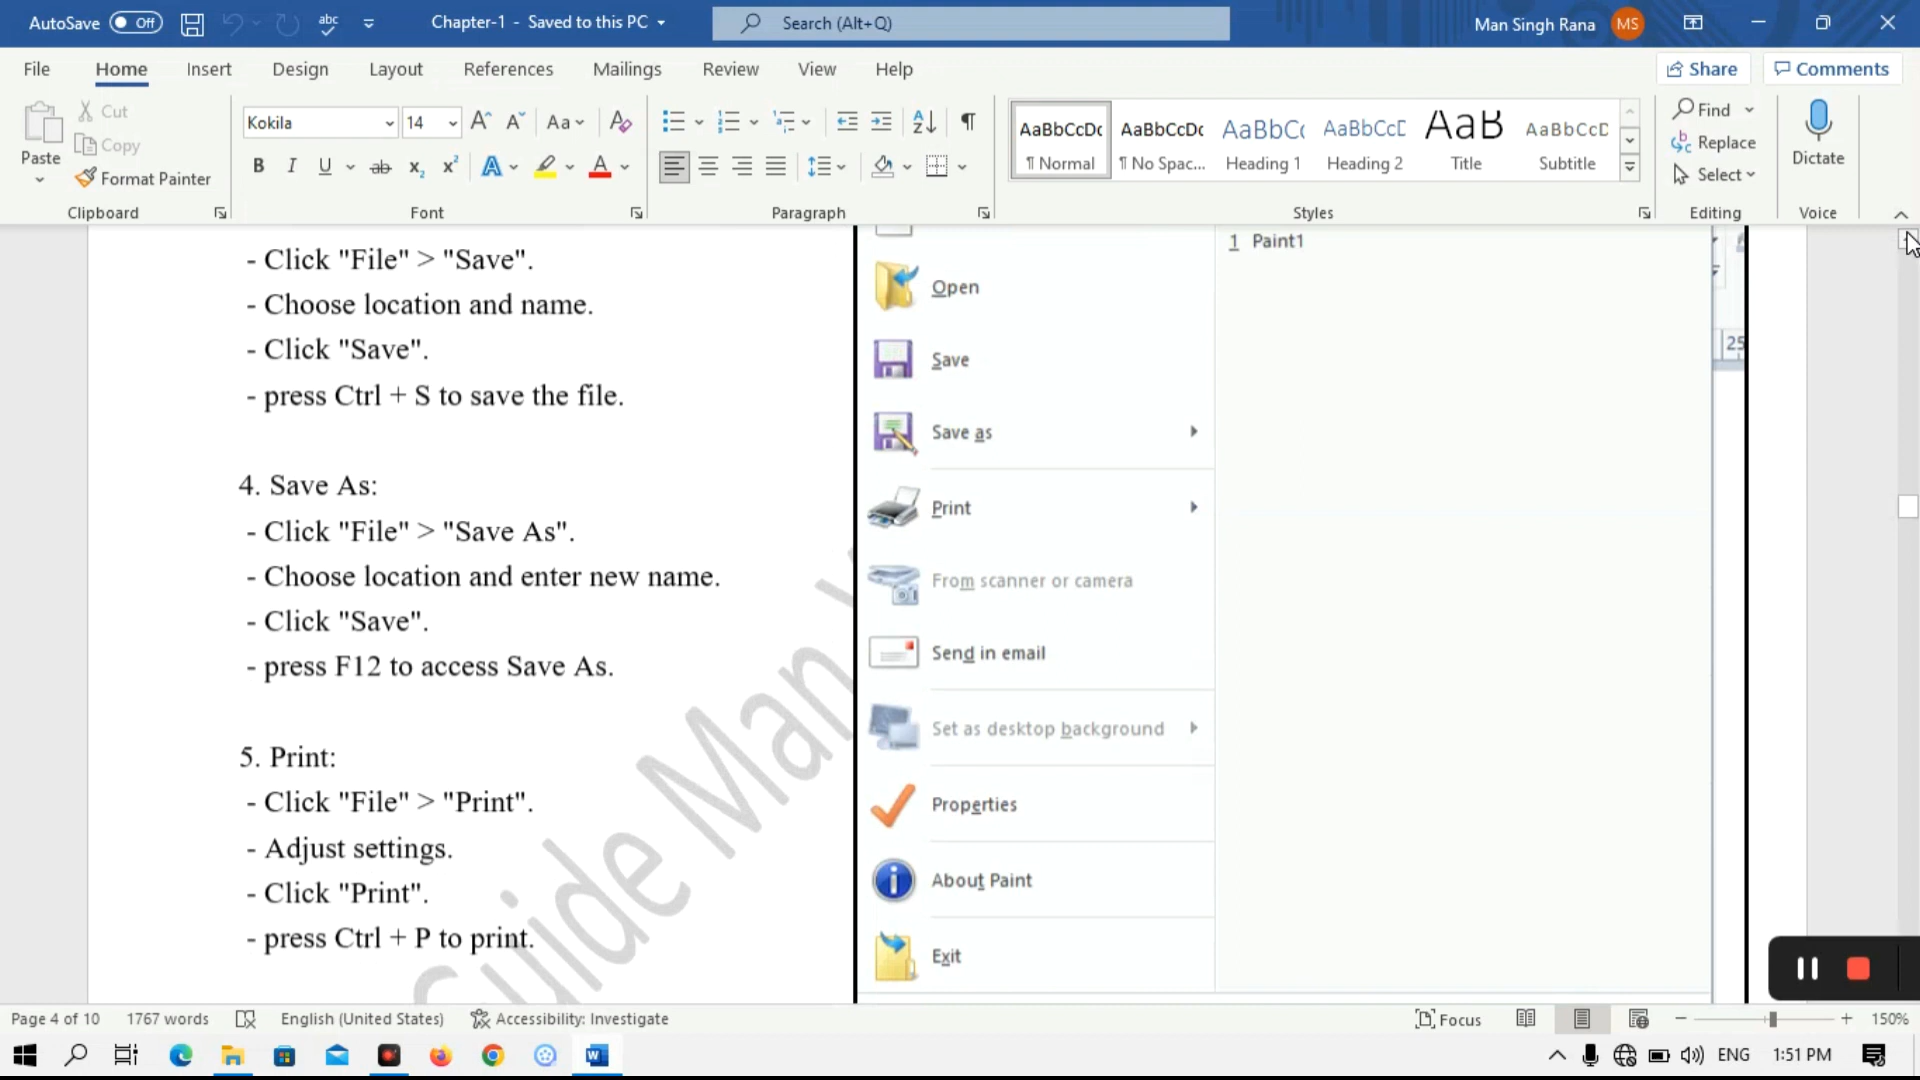 AutoSave Off Chapter-1 - Saved to this PC Search (Alt+Q) Man Singh Rana MS
File Home Insert Design Layout References Mailings Review View Help Share Comments
Paste Cut
Copy
Format Painter
Kokila 14 Aa
AaBbCcDc AaBbCcDc AaBbCc AaBbCcD AaB AaBbCcD
¶ Normal ¶ No Spac... Heading 1 Heading 2 Title Subtitle
Find
Replace
Select
Dictate
Clipboard Font Paragraph Styles Editing Voice
- Click "File" > "Save".
- Choose location and name.
- Click "Save".
- press Ctrl + S to save the file.
4. Save As:
- Click "File" > "Save As".
- Choose location and enter new name.
- Click "Save".
- press F12 to access Save As.
5. Print:
- Click "File" > "Print".
- Adjust settings.
- Click "Print".
- press Ctrl + P to print.
1 Paint1
Open
Save
Save as
Print
From scanner or camera
Send in email
Set as desktop background
Properties
About Paint
Exit
25
Guide Man
Page 4 of 10 1767 words English (United States) Accessibility: Investigate Focus 150%
ENG 1:51 PM